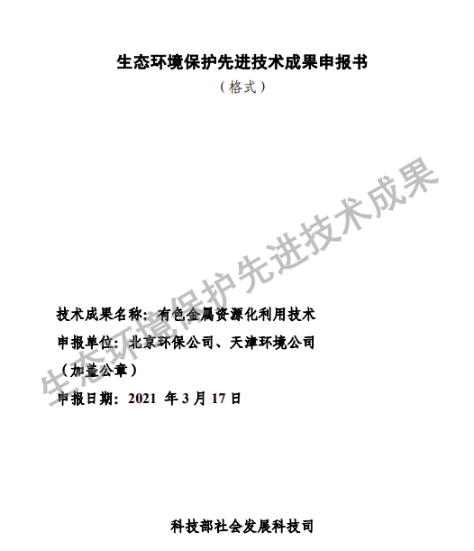 生态环境保护先进技术成果申报书
（格式）
生态环境保护先进技术成果
技术成果名称：有色金属资源化利用技术
申报单位：北京环保公司、天津环境公司
（加盖公章）
申报日期：2021 年 3 月 17 日
科技部社会发展科技司